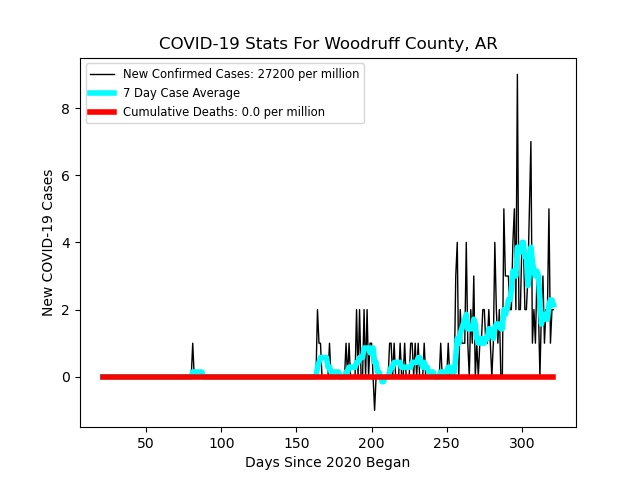 COVID-19 Stats For Woodruff County, AR
New Confirmed Cases: 27200 per million
7 Day Case Average
Cumulative Deaths: 0.0 per million
New COVID-19 Cases
8
6
4
2
0
50 100 150 200 250 300
Days Since 2020 Began